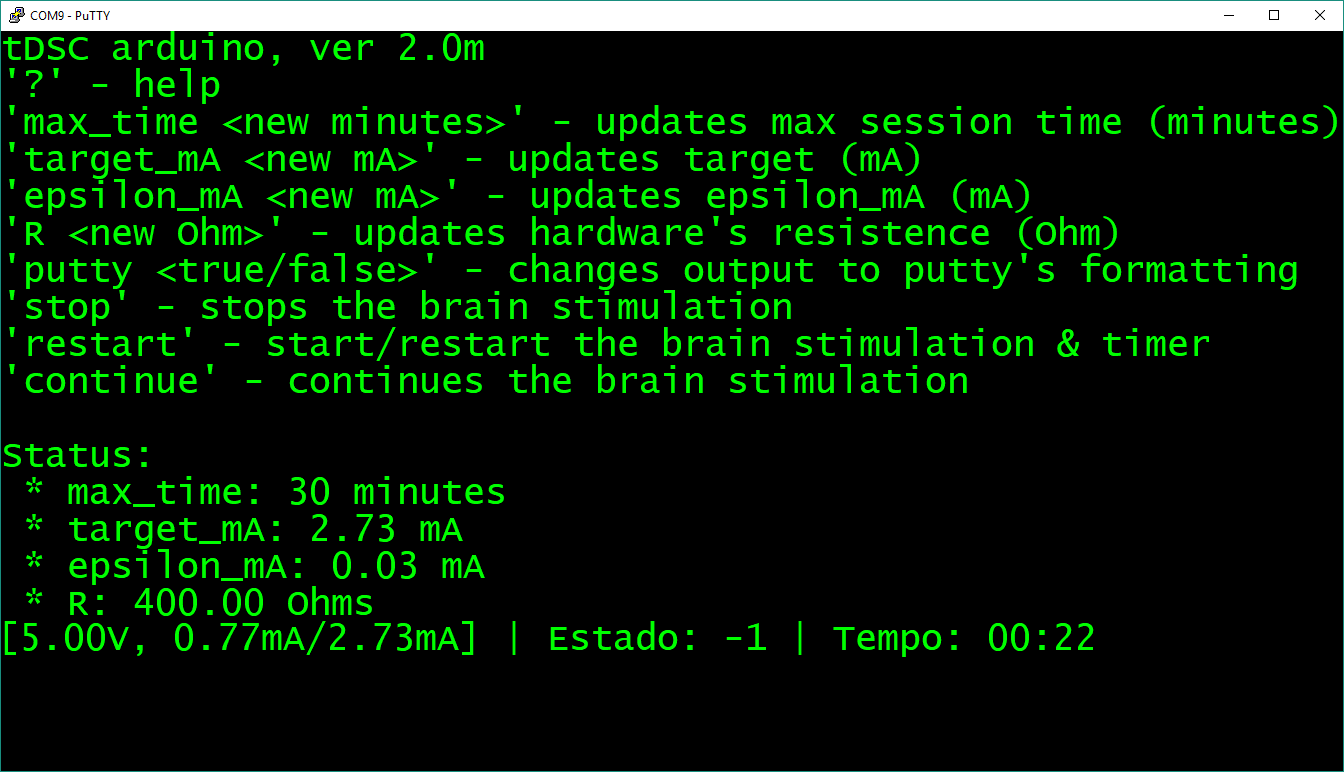 COM9 - PuTTY
tDSC arduino, ver 2.0m
'?' - help
'max_time <new minutes>' - updates max session time (minutes)
'target_mA <new mA>' - updates target (mA)
'epsilon_mA <new mA>' - updates epsilon_mA (mA)
'R <new Ohm>' - updates hardware's resistence (Ohm)
'putty <true/false>' - changes output to putty's formatting
'stop' - stops the brain stimulation
'restart' - start/restart the brain stimulation & timer
'continue' - continues the brain stimulation
Status:
* max_time: 30 minutes
* target_mA: 2.73 mA
* epsilon_mA: 0.03 mA
* R: 400.00 Ohms
[5.00V, 0.77mA/2.73mA] | Estado: -1 | Tempo: 00:22